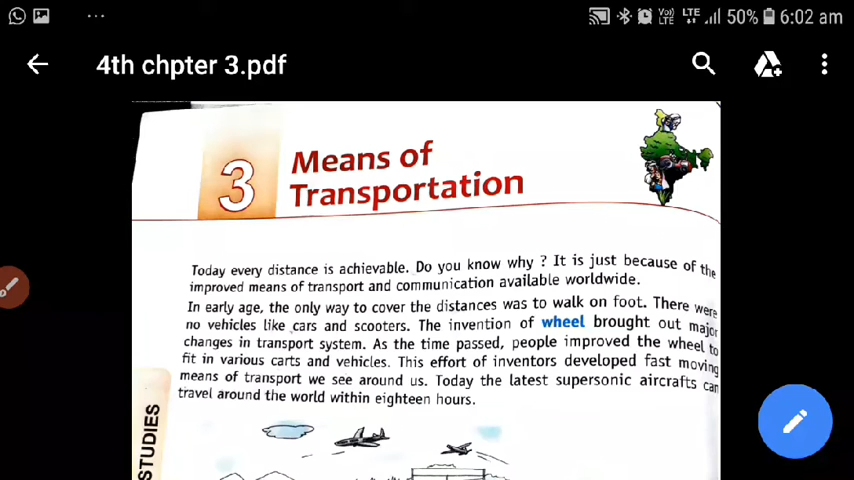 50% 6:02 am
4th chpter 3.pdf
3
Means of
Transportation
Today every distance is achievable. Do you know why ? It is just because of the
improved means of transport and communication available worldwide.
In early age, the only way to cover the distances was to walk on foot. There were
no vehicles like cars and scooters. The invention of wheel brought out major
changes in transport system. As the time passed, people improved the wheel to
fit in various carts and vehicles. This effort of inventors developed fast moving
means of transport we see around us. Today the latest supersonic aircrafts can
travel around the world within eighteen hours.
STUDIES